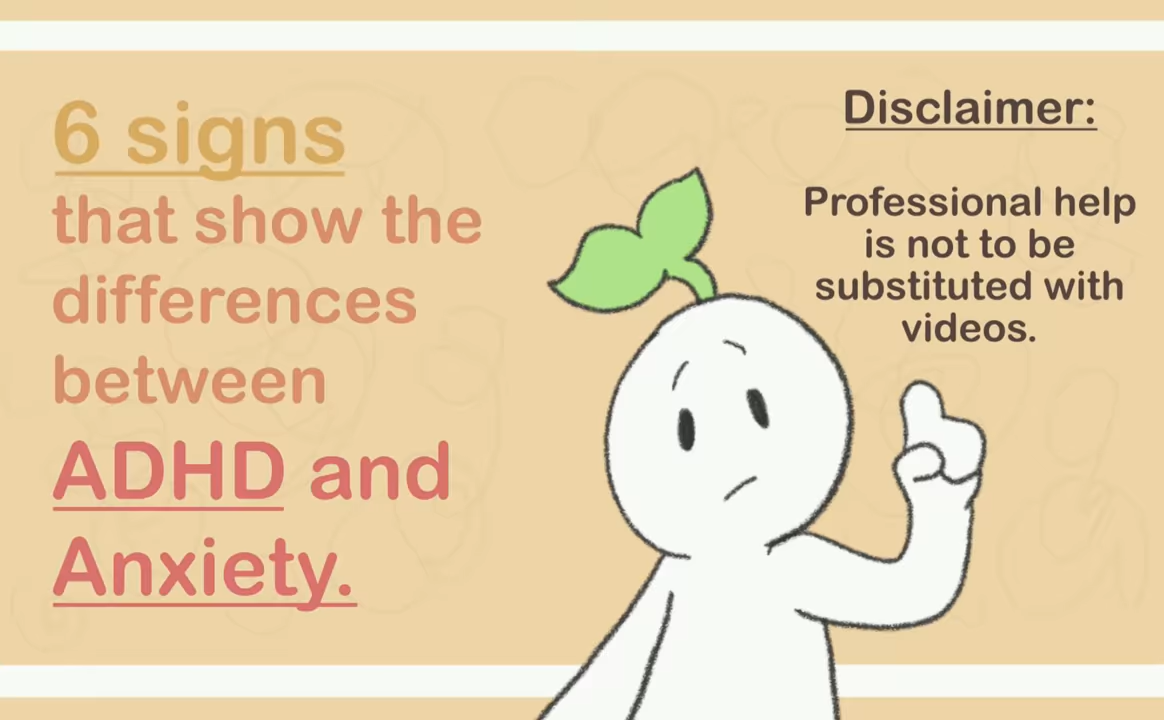 6 signs
that show the
differences
between
ADHD and
Anxiety.
Disclaimer:
Professional help
is not to be
substituted with
videos.